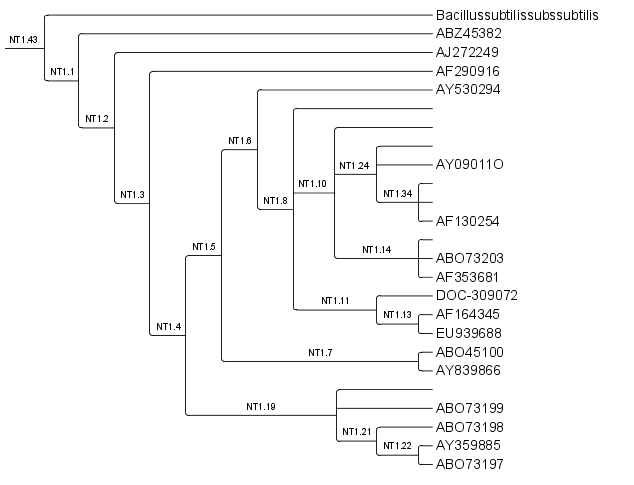 Bacillussubtilissubssubtilis
NT1.43
ABZ45382
AJ272249
NT1.1
AF290916
AY530294
NT1.2
NT1.6
AY09011O
NT1.24
NT1.10
NT1.34
NT1.3
NT1.8
AF130254
NT1.5
NT1.14
ABO73203
AF353681
DOC-309072
NT1.11
AF164345
NT1.13
NT1.4
EU939688
ABO45100
NT1.7
AY839866
NT1.19
ABO73199
ABO73198
NT1.21
AY359885
NT1.22
ABO73197